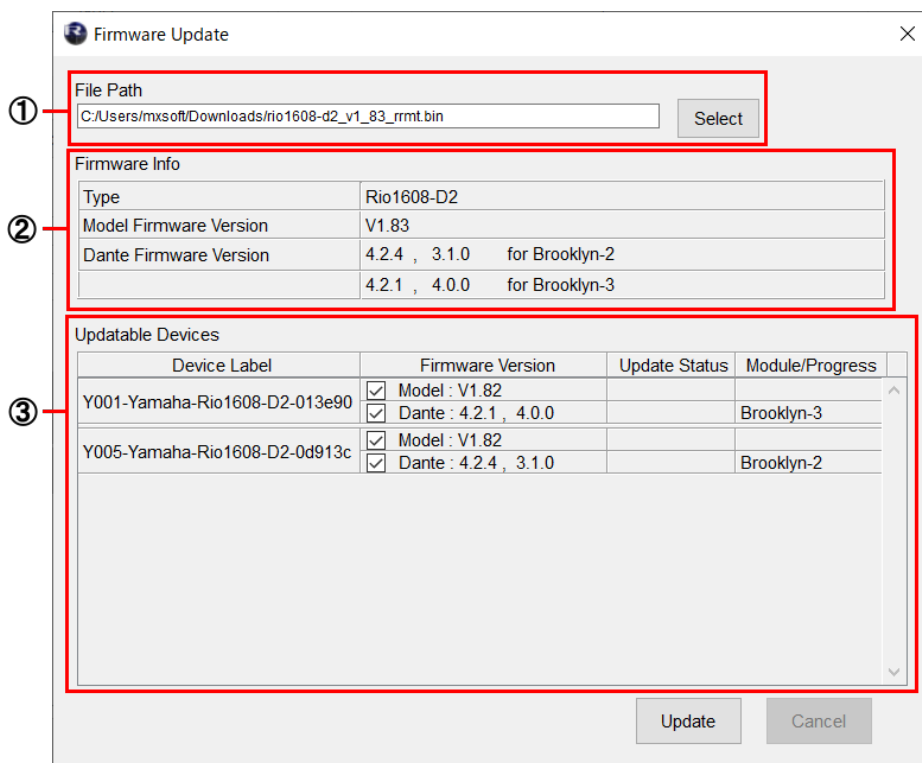 Firmware Update
① File Path
C:/Users/mxsoft/Downloads/rio1608-d2_v1_83_rrmt.bin Select
② Firmware Info
Type Rio1608-D2
Model Firmware Version V1.83
Dante Firmware Version 4.2.4 , 3.1.0 for Brooklyn-2
4.2.1 , 4.0.0 for Brooklyn-3
③ Updatable Devices
Device Label Firmware Version Update Status Module/Progress
Y001-Yamaha-Rio1608-D2-013e90 Model : V1.82
Dante : 4.2.1 , 4.0.0 Brooklyn-3
Y005-Yamaha-Rio1608-D2-0d913c Model : V1.82
Dante : 4.2.4 , 3.1.0 Brooklyn-2
Update Cancel